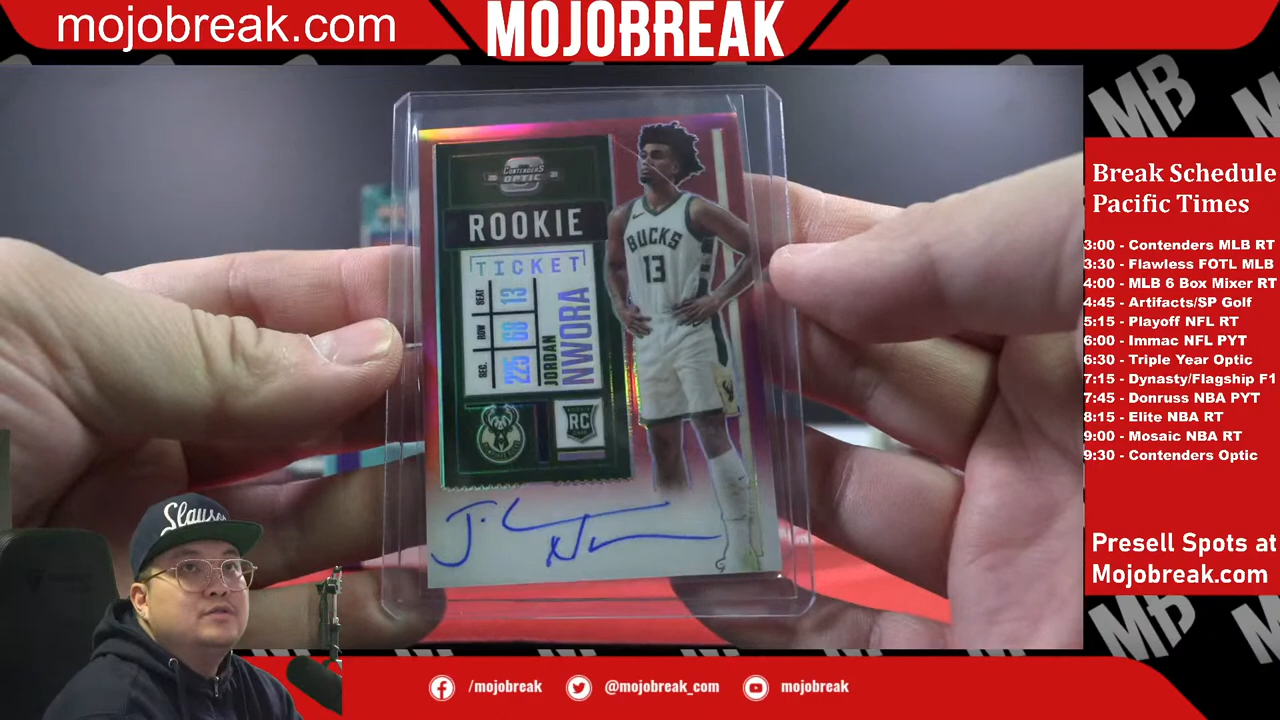 mojobreak.com
MOJOBREAK
MB
Break Schedule
Pacific Times
3:00 - Contenders MLB RT
3:30 - Flawless FOTL MLB
4:00 - MLB 6 Box Mixer RT
4:45 - Artifacts/SP Golf
5:15 - Playoff NFL RT
6:00 - Immac NFL PYT
6:30 - Triple Year Optic
7:15 - Dynasty/Flagship F1
7:45 - Donruss NBA PYT
8:15 - Elite NBA RT
9:00 - Mosaic NBA RT
9:30 - Contenders Optic
Presell Spots at
Mojobreak.com
MB
CONTENDERS
OPTIC
ROOKIE
TICKET
SEAT 13
ROW 68
SEC. 225
JORDAN
NWORA
RC
BUCKS
13
Slauson
/mojobreak
@mojobreak_com
mojobreak